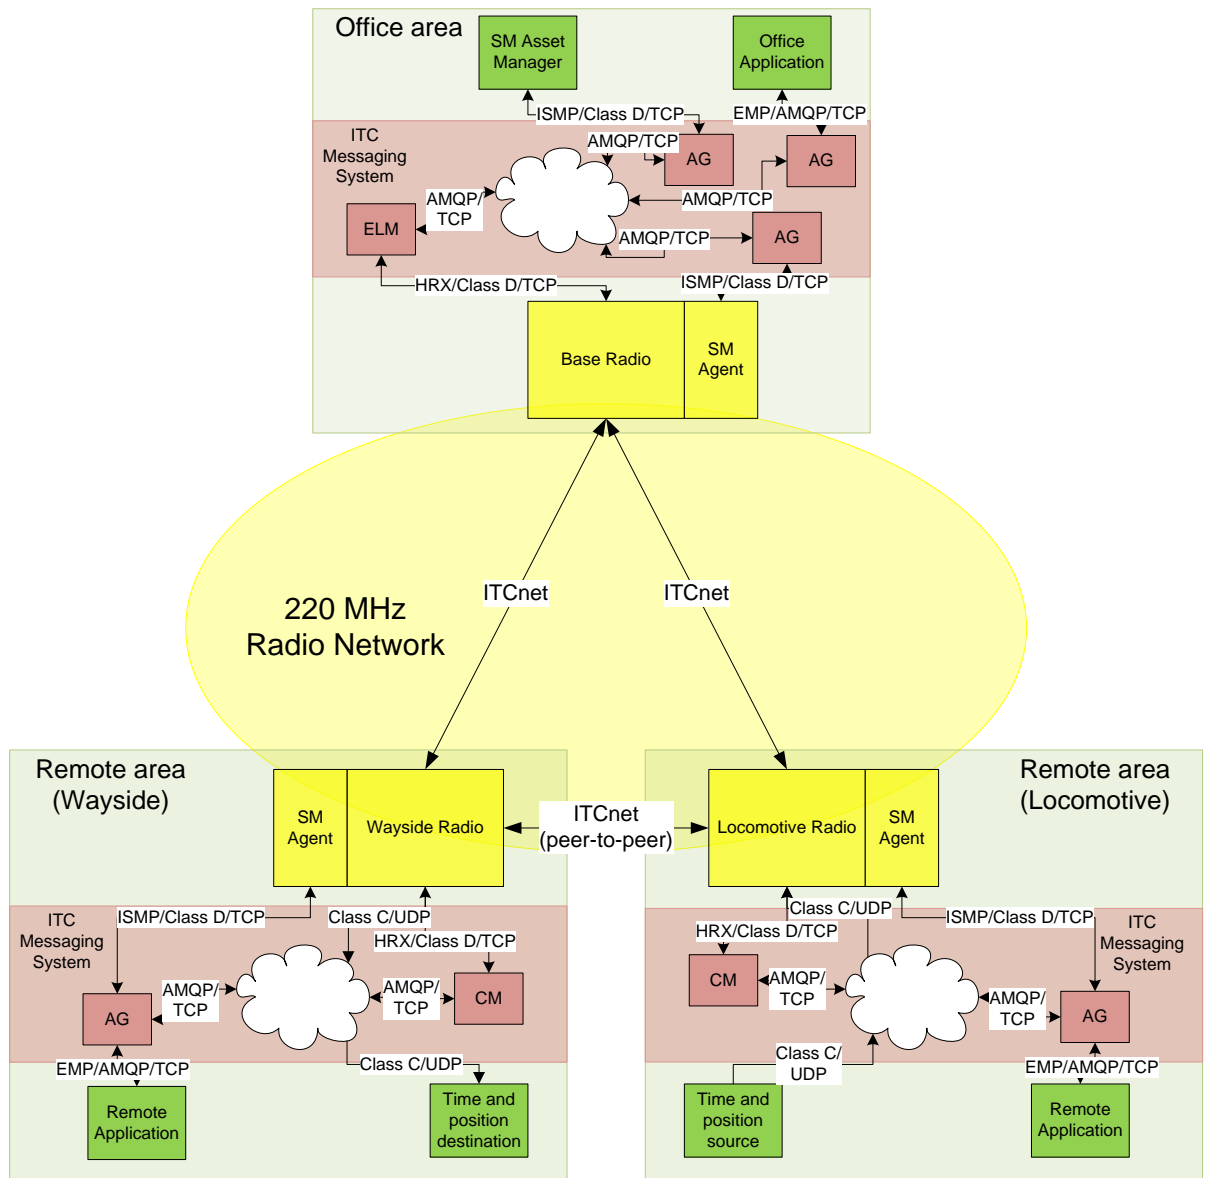 Office area
SM Asset
Manager
Office
Application
ISMP/Class D/TCP
EMP/AMQP/TCP
ITC
Messaging
System
AMQP/TCP
AG
AG
AMQP/
TCP
AMQP/TCP
ELM
AMQP/TCP
AG
HRX/Class D/TCP
ISMP/Class D/TCP
Base Radio
SM
Agent
ITCnet
ITCnet
220 MHz
Radio Network
Remote area
(Wayside)
SM
Agent
Wayside Radio
ITCnet
(peer-to-peer)
Locomotive Radio
SM
Agent
Remote area
(Locomotive)
ISMP/Class D/TCP
Class C/UDP
ITC
Messaging
System
HRX/Class D/TCP
AMQP/
TCP
AMQP/
TCP
CM
AG
EMP/AMQP/TCP
Class C/UDP
Remote
Application
Time and
position
destination
Class C/UDP
ISMP/Class D/TCP
HRX/Class D/TCP
ITC
Messaging
System
CM
AMQP/
TCP
AMQP/
TCP
AG
Class C/
UDP
EMP/AMQP/TCP
Time and
position
source
Remote
Application